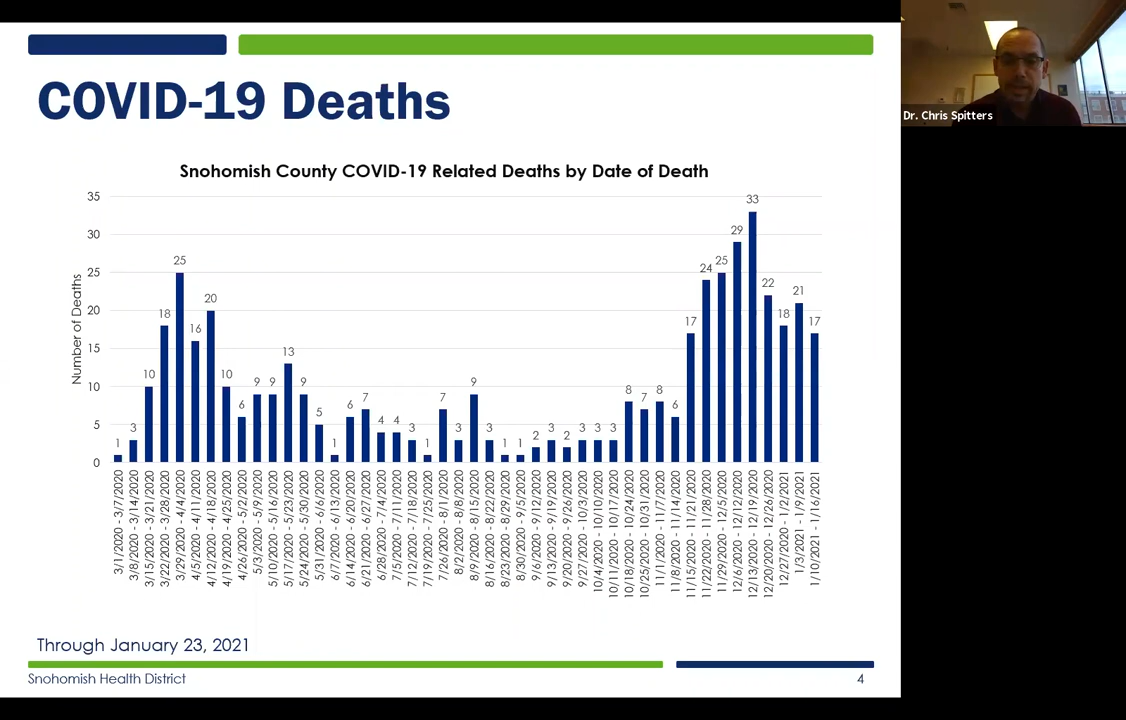 COVID-19 Deaths
Dr. Chris Spitters
Snohomish County COVID-19 Related Deaths by Date of Death
Number of Deaths
35
30
25
20
15
10
5
0
1 3 10 18 25 16 20 10 6 9 9 13 9 5 1 6 7 4 4 3 1 7 3 9 3 1 1 2 3 2 3 3 3 8 7 8 6 17 24 25 29 33 22 18 21 17
3/1/2020 - 3/7/2020
3/8/2020 - 3/14/2020
3/15/2020 - 3/21/2020
3/22/2020 - 3/28/2020
3/29/2020 - 4/4/2020
4/5/2020 - 4/11/2020
4/12/2020 - 4/18/2020
4/19/2020 - 4/25/2020
4/26/2020 - 5/2/2020
5/3/2020 - 5/9/2020
5/10/2020 - 5/16/2020
5/17/2020 - 5/23/2020
5/24/2020 - 5/30/2020
5/31/2020 - 6/6/2020
6/7/2020 - 6/13/2020
6/14/2020 - 6/20/2020
6/21/2020 - 6/27/2020
6/28/2020 - 7/4/2020
7/5/2020 - 7/11/2020
7/12/2020 - 7/18/2020
7/19/2020 - 7/25/2020
7/26/2020 - 8/1/2020
8/2/2020 - 8/8/2020
8/9/2020 - 8/15/2020
8/16/2020 - 8/22/2020
8/23/2020 - 8/29/2020
8/30/2020 - 9/5/2020
9/6/2020 - 9/12/2020
9/13/2020 - 9/19/2020
9/20/2020 - 9/26/2020
9/27/2020 - 10/3/2020
10/4/2020 - 10/10/2020
10/11/2020 - 10/17/2020
10/18/2020 - 10/24/2020
10/25/2020 - 10/31/2020
11/1/2020 - 11/7/2020
11/8/2020 - 11/14/2020
11/15/2020 - 11/21/2020
11/22/2020 - 11/28/2020
11/29/2020 - 12/5/2020
12/6/2020 - 12/12/2020
12/13/2020 - 12/19/2020
12/20/2020 - 12/26/2020
12/27/2020 - 1/2/2021
1/3/2021 - 1/9/2021
1/10/2021 - 1/16/2021
Through January 23, 2021
Snohomish Health District
4